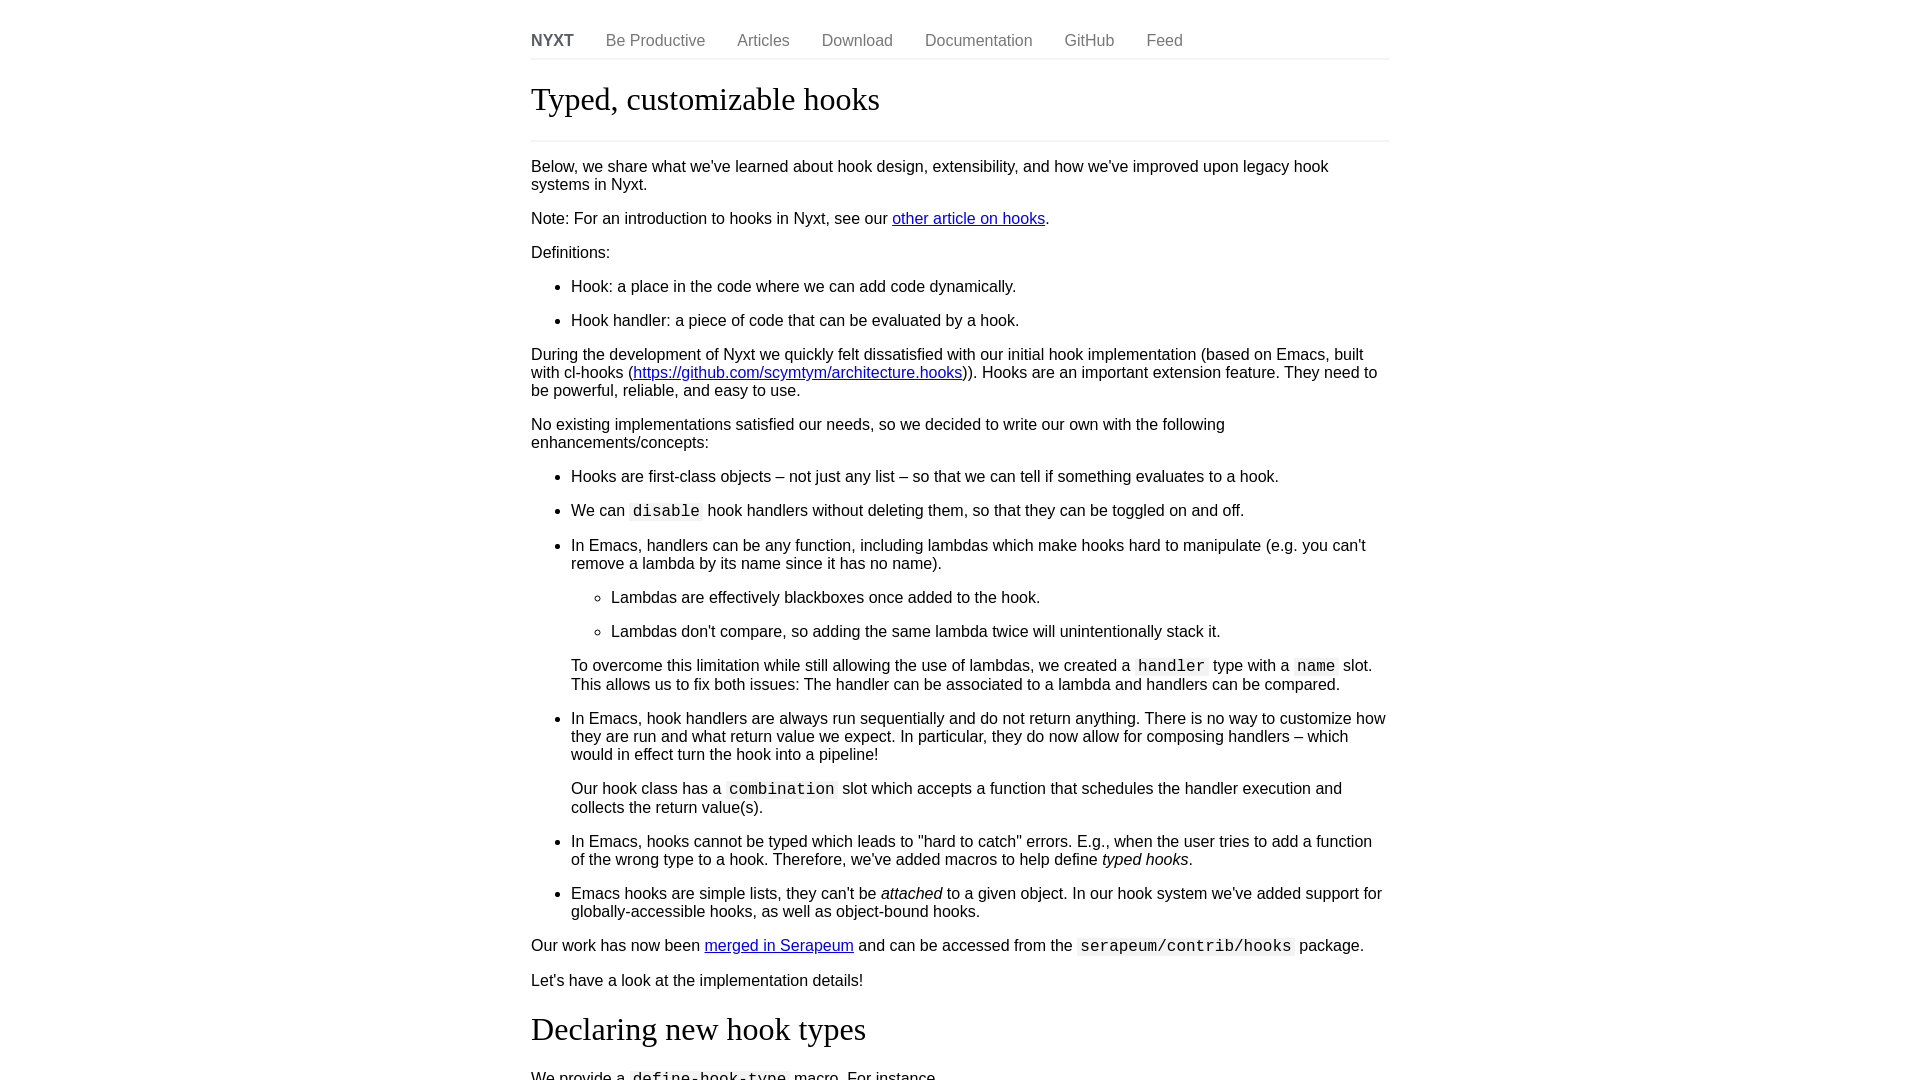 NYXT Be Productive Articles Download Documentation GitHub Feed
Typed, customizable hooks
Below, we share what we've learned about hook design, extensibility, and how we've improved upon legacy hook
systems in Nyxt.
Note: For an introduction to hooks in Nyxt, see our other article on hooks.
Definitions:
• Hook: a place in the code where we can add code dynamically.
• Hook handler: a piece of code that can be evaluated by a hook.
During the development of Nyxt we quickly felt dissatisfied with our initial hook implementation (based on Emacs, built
with cl-hooks (https://github.com/scymtym/architecture.hooks)). Hooks are an important extension feature. They need to
be powerful, reliable, and easy to use.
No existing implementations satisfied our needs, so we decided to write our own with the following
enhancements/concepts:
• Hooks are first-class objects – not just any list – so that we can tell if something evaluates to a hook.
• We can disable hook handlers without deleting them, so that they can be toggled on and off.
• In Emacs, handlers can be any function, including lambdas which make hooks hard to manipulate (e.g. you can't
remove a lambda by its name since it has no name).
◦ Lambdas are effectively blackboxes once added to the hook.
◦ Lambdas don't compare, so adding the same lambda twice will unintentionally stack it.
To overcome this limitation while still allowing the use of lambdas, we created a handler type with a name slot.
This allows us to fix both issues: The handler can be associated to a lambda and handlers can be compared.
• In Emacs, hook handlers are always run sequentially and do not return anything. There is no way to customize how
they are run and what return value we expect. In particular, they do now allow for composing handlers – which
would in effect turn the hook into a pipeline!
Our hook class has a combination slot which accepts a function that schedules the handler execution and
collects the return value(s).
• In Emacs, hooks cannot be typed which leads to "hard to catch" errors. E.g., when the user tries to add a function
of the wrong type to a hook. Therefore, we've added macros to help define typed hooks.
• Emacs hooks are simple lists, they can't be attached to a given object. In our hook system we've added support for
globally-accessible hooks, as well as object-bound hooks.
Our work has now been merged in Serapeum and can be accessed from the serapeum/contrib/hooks package.
Let's have a look at the implementation details!
Declaring new hook types
We provide a define-hook-type macro. For instance